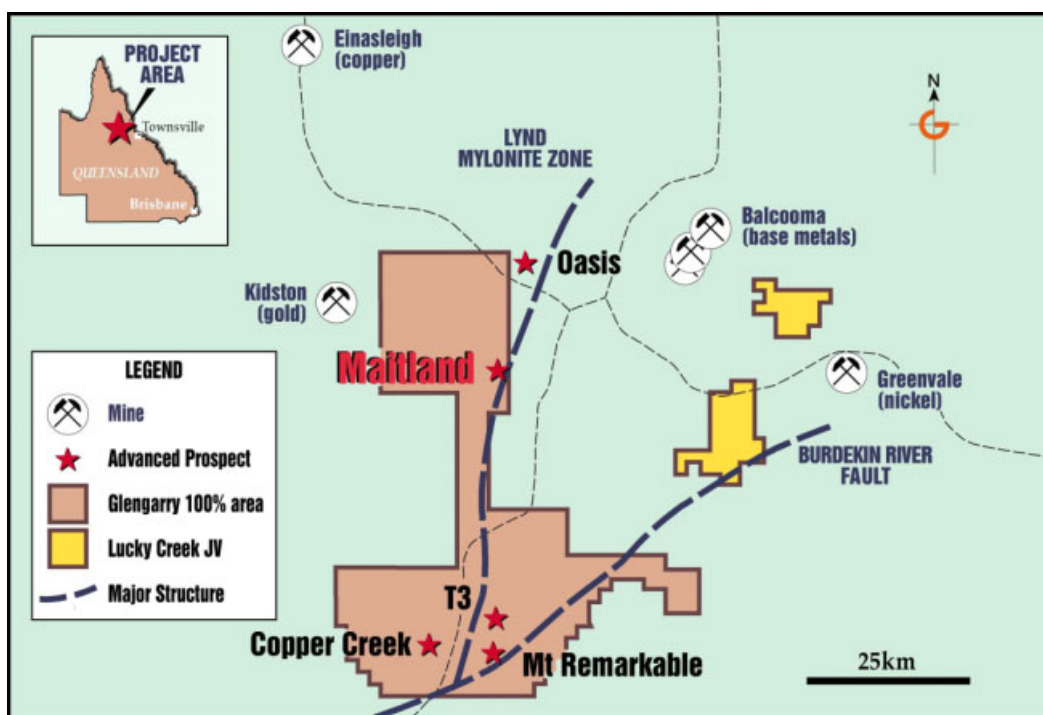 PROJECT
AREA
Townsville
QUEENSLAND
Brisbane
Einasleigh
(copper)
N
LYND
MYLONITE ZONE
Balcooma
(base metals)
Oasis
Kidston
(gold)
Maitland
Greenvale
(nickel)
BURDEKIN RIVER
FAULT
LEGEND
Mine
Advanced Prospect
Glengarry 100% area
Lucky Creek JV
Major Structure
T3
Copper Creek
Mt Remarkable
25km